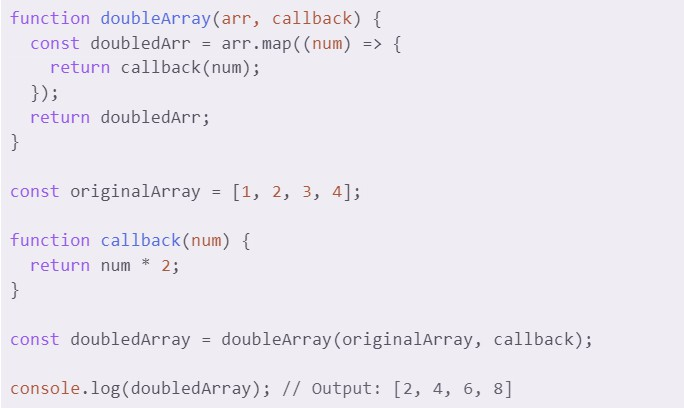 function doubleArray(arr, callback) {
  const doubledArr = arr.map((num) => {
    return callback(num);
  });
  return doubledArr;
}

const originalArray = [1, 2, 3, 4];

function callback(num) {
  return num * 2;
}

const doubledArray = doubleArray(originalArray, callback);

console.log(doubledArray); // Output: [2, 4, 6, 8]